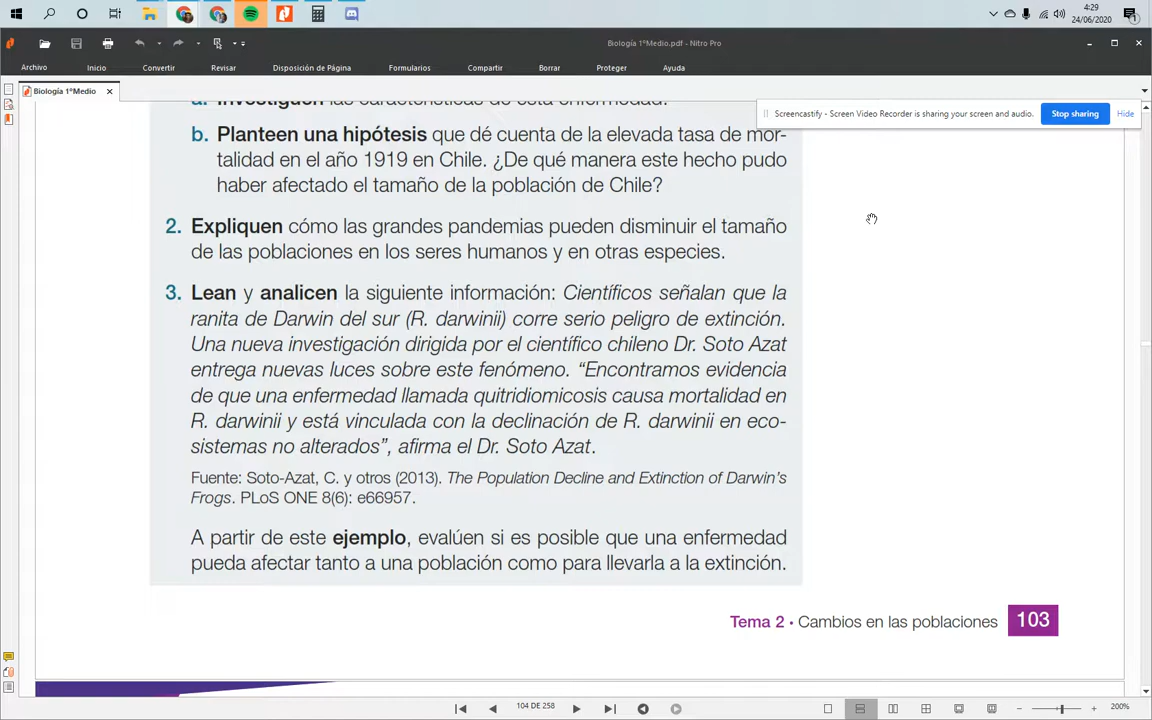 4:29
24/06/2020
1
Biología 1ºMedio.pdf - Nitro Pro
Archivo Inicio Convertir Revisar Disposición de Página Formularios Compartir Borrar Proteger Ayuda
Biología 1ºMedio
Screencastify - Screen Video Recorder is sharing your screen and audio. Stop sharing Hide
a. Investiguen las características de esta enfermedad.
b. Planteen una hipótesis que dé cuenta de la elevada tasa de mor-
talidad en el año 1919 en Chile. ¿De qué manera este hecho pudo
haber afectado el tamaño de la población de Chile?
2. Expliquen cómo las grandes pandemias pueden disminuir el tamaño
de las poblaciones en los seres humanos y en otras especies.
3. Lean y analicen la siguiente información: Científicos señalan que la
ranita de Darwin del sur (R. darwinii) corre serio peligro de extinción.
Una nueva investigación dirigida por el científico chileno Dr. Soto Azat
entrega nuevas luces sobre este fenómeno. “Encontramos evidencia
de que una enfermedad llamada quitridiomicosis causa mortalidad en
R. darwinii y está vinculada con la declinación de R. darwinii en eco-
sistemas no alterados”, afirma el Dr. Soto Azat.
Fuente: Soto-Azat, C. y otros (2013). The Population Decline and Extinction of Darwin’s
Frogs. PLoS ONE 8(6): e66957.
A partir de este ejemplo, evalúen si es posible que una enfermedad
pueda afectar tanto a una población como para llevarla a la extinción.
Tema 2 • Cambios en las poblaciones 103
104 DE 258
200%